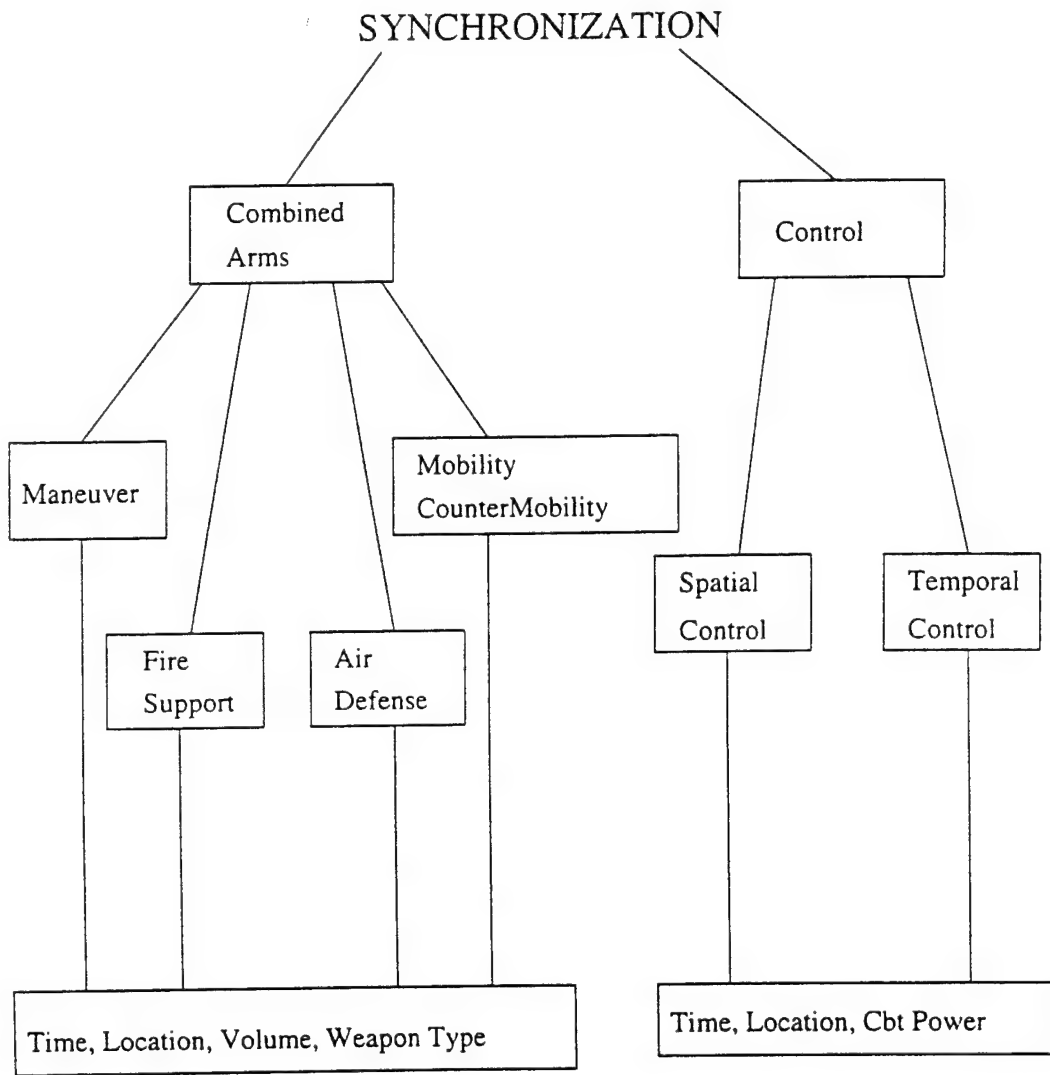 SYNCHRONIZATION
Combined
Arms
Control
Maneuver
Mobility
CounterMobility
Fire
Support
Air
Defense
Spatial
Control
Temporal
Control
Time, Location, Volume, Weapon Type
Time, Location, Cbt Power